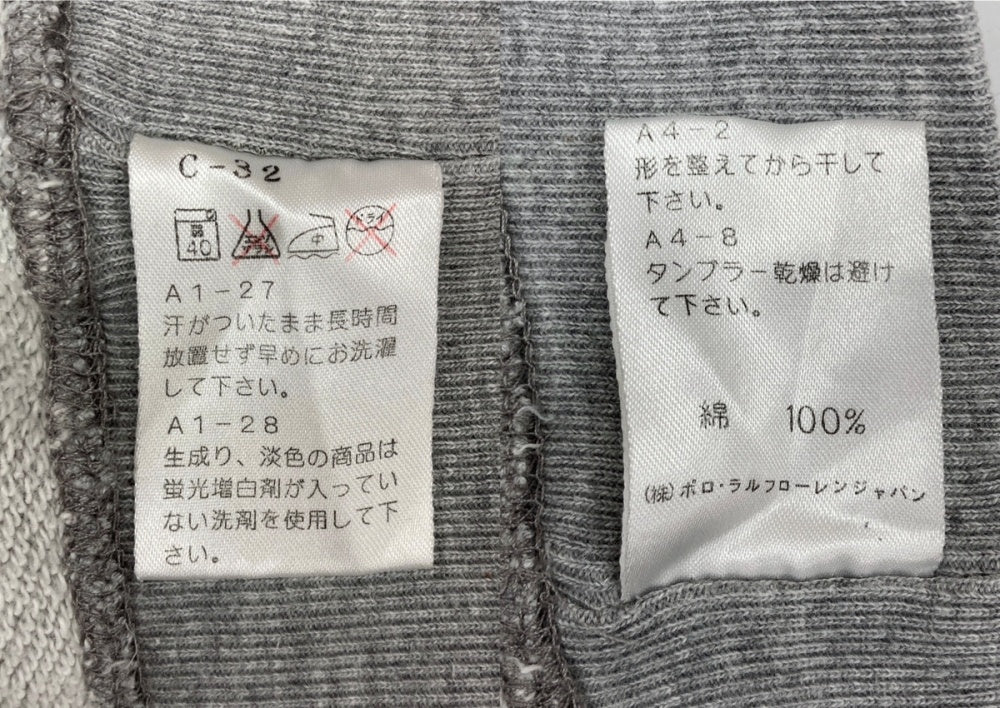 C-32
40
中
ドライ
A1-27
汗がついたまま長時間
放置せず早めにお洗濯
して下さい。
A1-28
生成り、淡色の商品は
蛍光増白剤が入ってい
ない洗剤を使用して下
さい。
A4-2
形を整えてから干して
下さい。
A4-8
タンブラー乾燥は避け
て下さい。
綿 100%
(株)ポロ・ラルフローレンジャパン